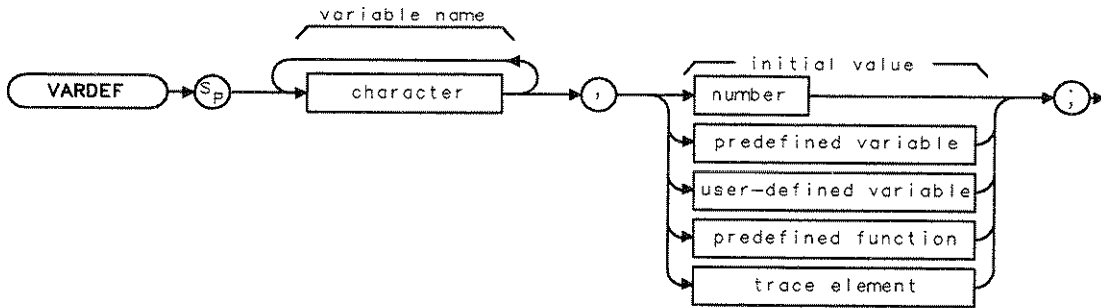 variable name
VARDEF
Sp
character
,
initial value
number
predefined variable
user-defined variable
predefined function
trace element
;